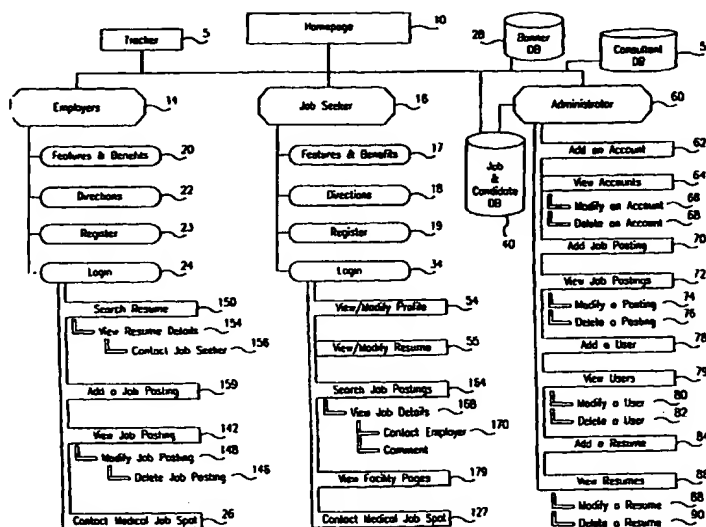 Tracker 5
Homepage 10
28
Banner DB
Consultant DB 5
Employers 14
Job Seeker 16
Administrator 60
Features & Benefits 20
Directions 22
Register 23
Login 24
Search Resume 150
View Resume Details 154
Contact Job Seeker 156
Add a Job Posting 159
View Job Posting 142
Modify Job Posting 148
Delete Job Posting 146
Contact Medical Job Spot 26
Features & Benefits 17
Directions 18
Register 19
Login 34
View/Modify Profile 54
View/Modify Resume 55
Search Job Postings 164
View Job Details 168
Contact Employer 170
Comment
View Facility Pages 179
Contact Medical Job Spot 127
Job & Candidate DB
40
Add an Account 62
View Accounts 64
Modify an Account 66
Delete an Account 68
Add Job Posting 70
View Job Postings 72
Modify a Posting 74
Delete a Posting 76
Add a User 78
View Users 79
Modify a User 80
Delete a User 82
Add a Resume 84
View Resumes 88
Modify a Resume 88
Delete a Resume 90